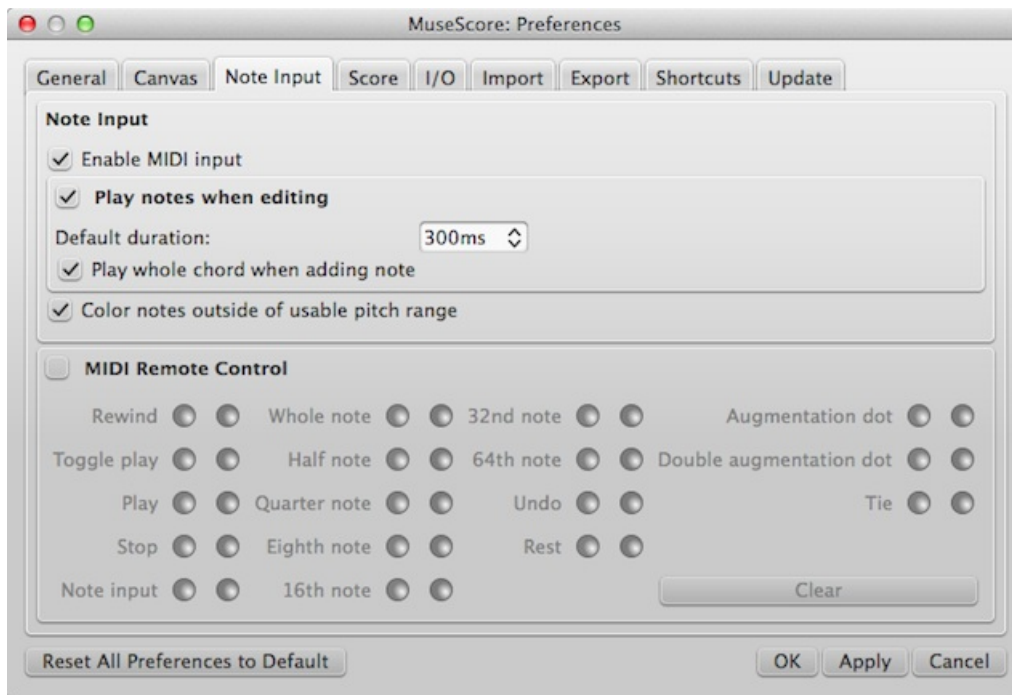 MuseScore: Preferences
General Canvas Note Input Score I/O Import Export Shortcuts Update
Note Input
Enable MIDI input
Play notes when editing
Default duration: 300ms
Play whole chord when adding note
Color notes outside of usable pitch range
MIDI Remote Control
Rewind Whole note 32nd note Augmentation dot
Toggle play Half note 64th note Double augmentation dot
Play Quarter note Undo Tie
Stop Eighth note Rest
Note input 16th note Clear
Reset All Preferences to Default OK Apply Cancel